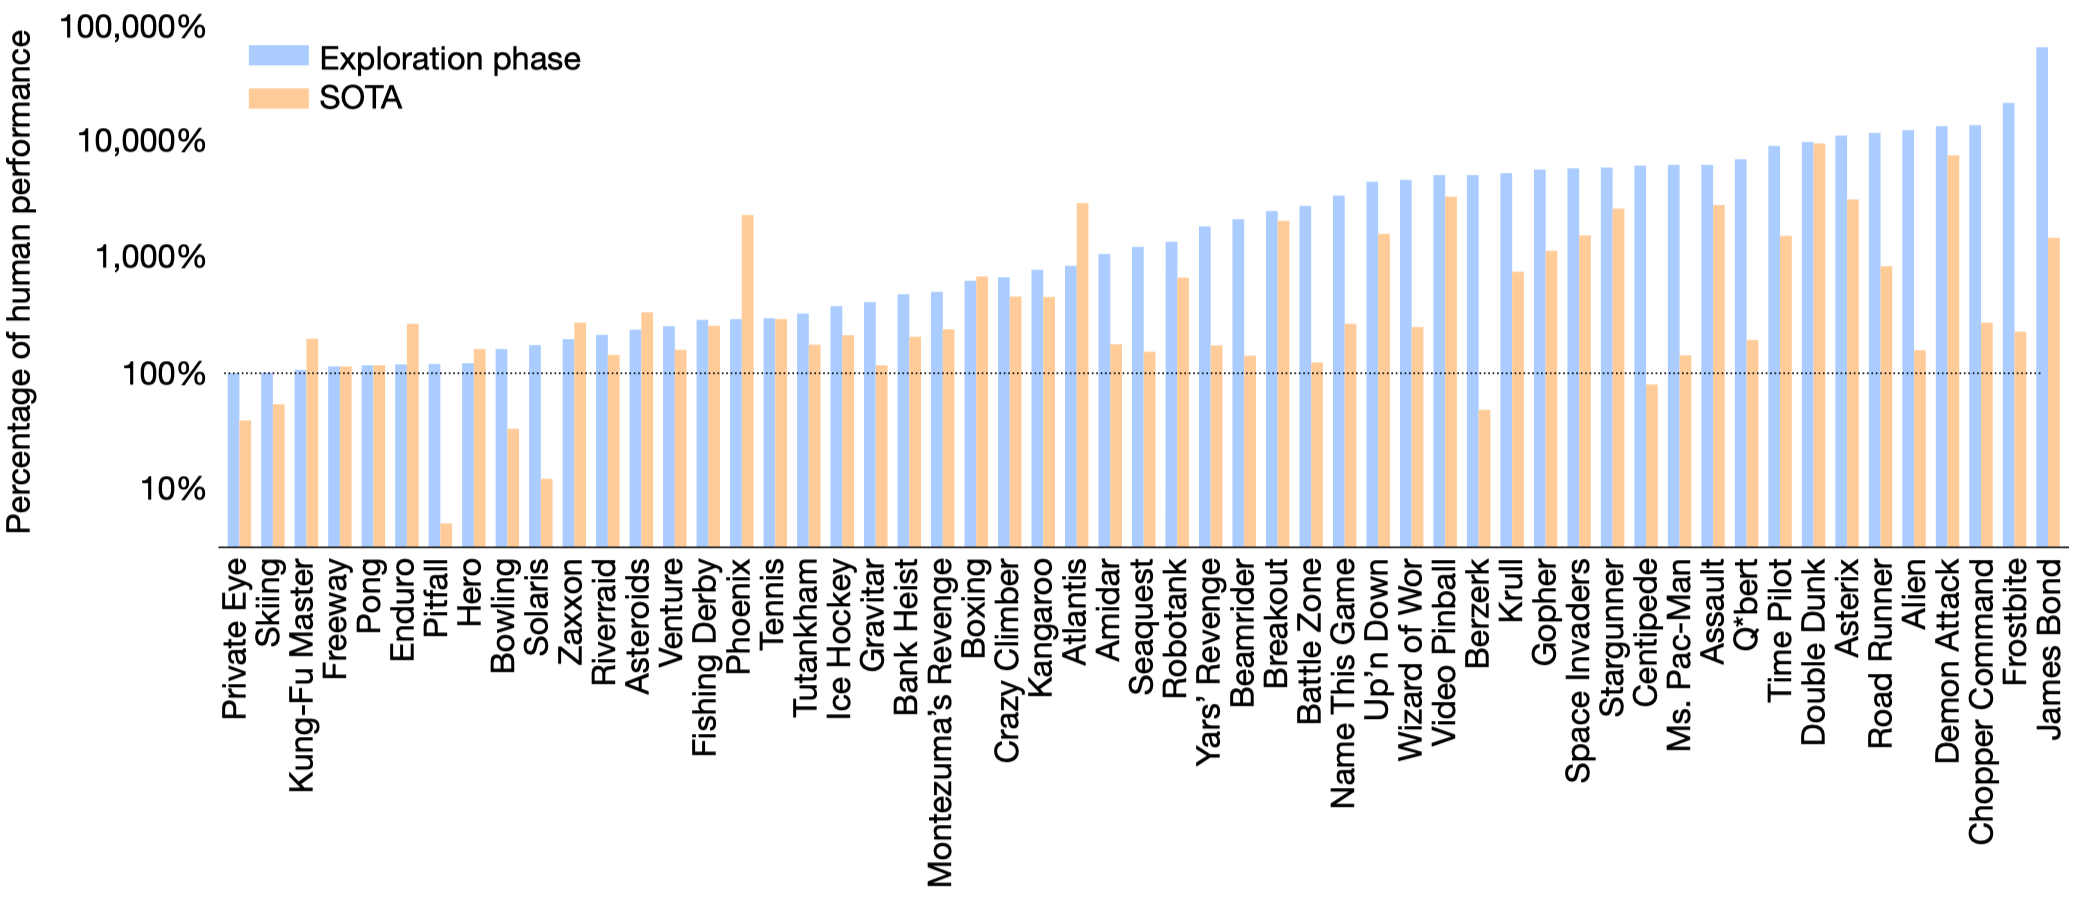 Percentage of human performance
100,000%
10,000%
1,000%
100%
10%
Exploration phase
SOTA
Private Eye
Skiing
Kung-Fu Master
Freeway
Pong
Enduro
Pitfall
Hero
Bowling
Solaris
Zaxxon
Riverraid
Asteroids
Venture
Fishing Derby
Phoenix
Tennis
Tutankham
Ice Hockey
Gravitar
Bank Heist
Montezuma's Revenge
Boxing
Crazy Climber
Kangaroo
Atlantis
Amidar
Seaquest
Robotank
Yars' Revenge
Beamrider
Breakout
Battle Zone
Name This Game
Up'n Down
Wizard of Wor
Video Pinball
Berzerk
Krull
Gopher
Space Invaders
Stargunner
Centipede
Ms. Pac-Man
Assault
Q*bert
Time Pilot
Double Dunk
Asterix
Road Runner
Alien
Demon Attack
Chopper Command
Frostbite
James Bond